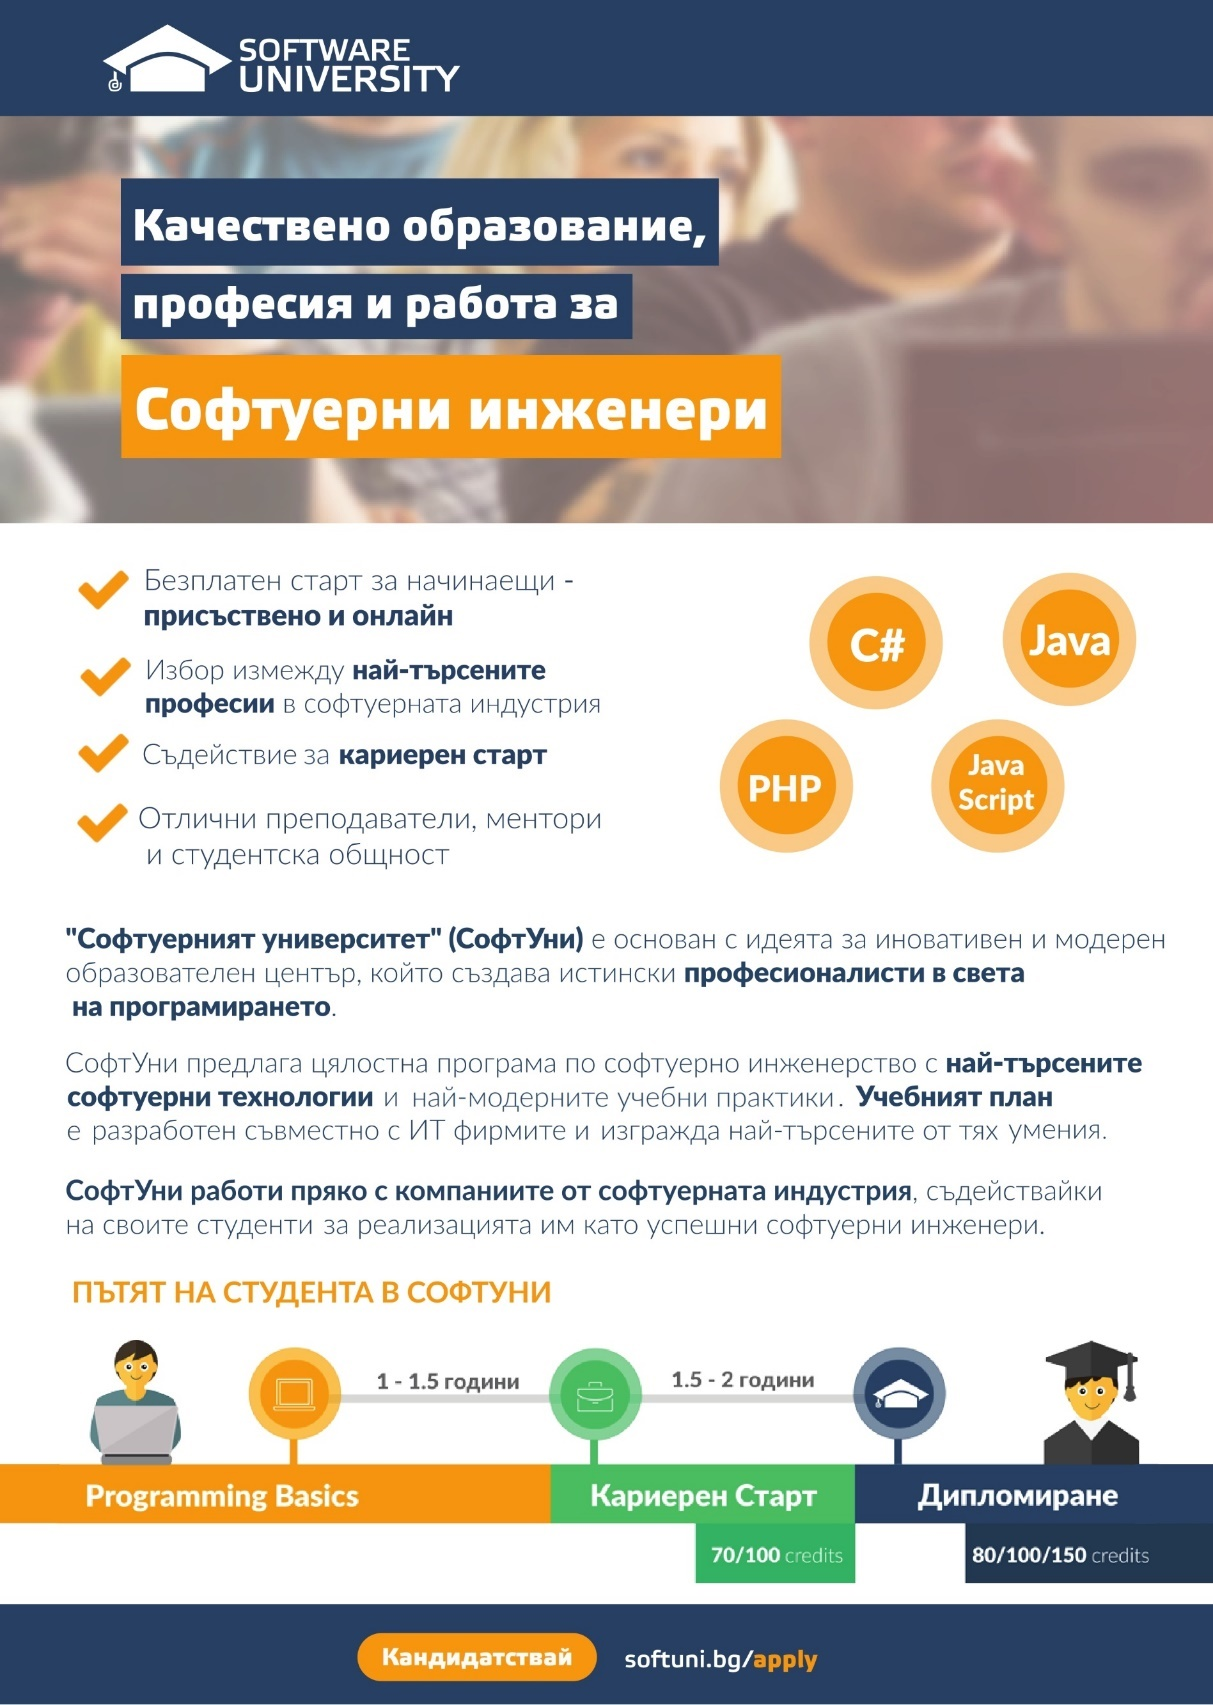 SOFTWARE
UNIVERSITY
Качествено образование,
професия и работа за
Софтуерни инженери
Безплатен старт за начинаещи -
присъствено и онлайн
Избор измежду най-търсените
професии в софтуерната индустрия
Съдействие за кариерен старт
Отлични преподаватели, ментори
и студентска общност
C#
Java
PHP
Java
Script
"Софтуерният университет" (СофтУни) е основан с идеята за иновативен и модерен
образователен център, който създава истински професионалисти в света
на програмирането.
СофтУни предлага цялостна програма по софтуерно инженерство с най-търсените
софтуерни технологии и най-модерните учебни практики. Учебният план
е разработен съвместно с ИТ фирмите и изгражда най-търсените от тях умения.
СофтУни работи пряко с компаниите от софтуерната индустрия, съдействайки
на своите студенти за реализацията им като успешни софтуерни инженери.
ПЪТЯТ НА СТУДЕНТА В СОФТУНИ
1 - 1.5 години
1.5 - 2 години
Programming Basics
Кариерен Старт
Дипломиране
70/100 credits
80/100/150 credits
Кандидатствай
softuni.bg/apply